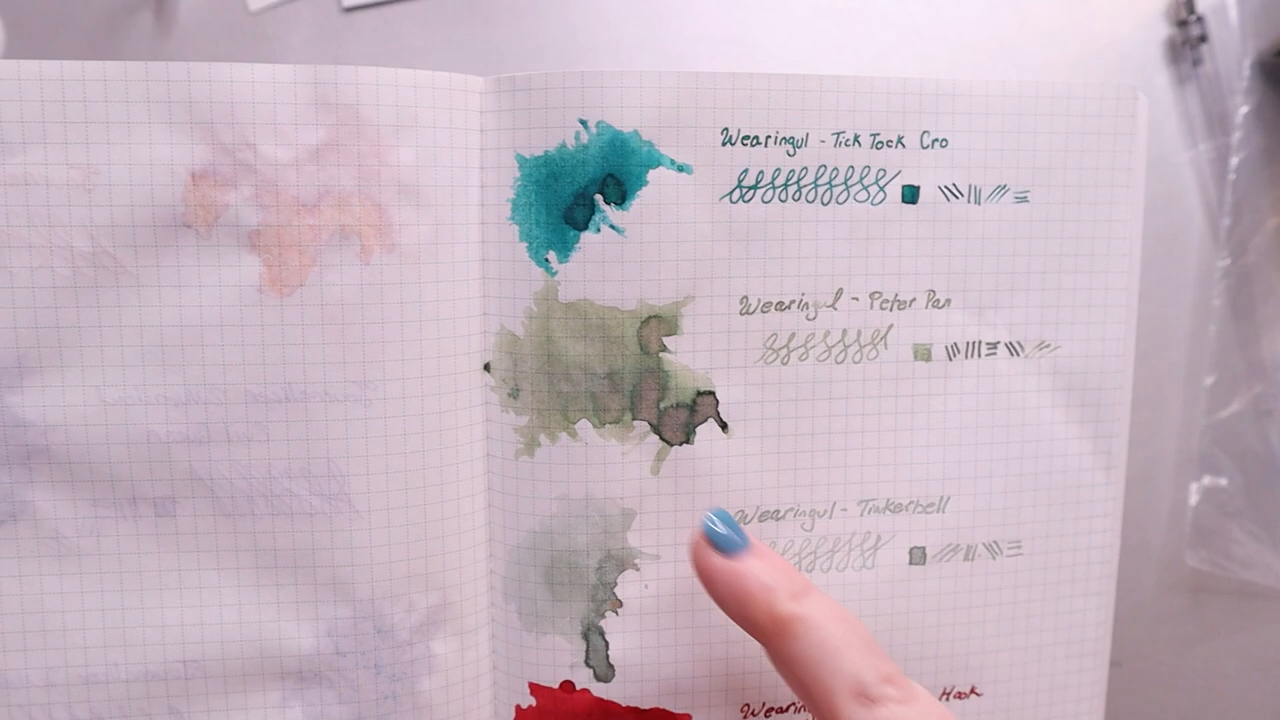 Wearingul - Tick Tock Cro
Wearingul - Peter Pan
Wearingul - Tinkerbell
Hook